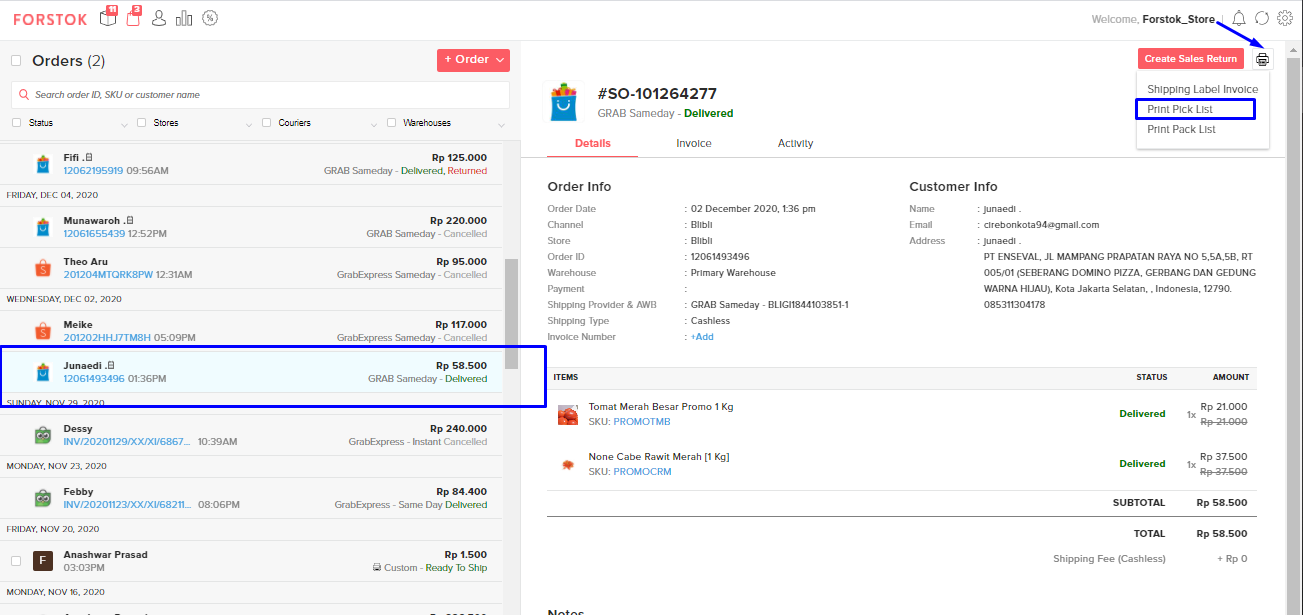 FORSTOK
11
3
Welcome, Forstok_Store
Orders (2)
+ Order
Search order ID, SKU or customer name
Status
Stores
Couriers
Warehouses
Fifi .
Rp 125.000
12062195919 09:56AM
GRAB Sameday - Delivered, Returned
FRIDAY, DEC 04, 2020
Munawaroh .
Rp 220.000
12061655439 12:52PM
GRAB Sameday - Cancelled
Theo Aru
Rp 95.000
201204MTQRK8PW 12:31AM
GrabExpress Sameday - Cancelled
WEDNESDAY, DEC 02, 2020
Meike
Rp 117.000
201202HHJ7TM8H 05:09PM
GrabExpress Sameday - Cancelled
Junaedi .
Rp 58.500
12061493496 01:36PM
GRAB Sameday - Delivered
SUNDAY, NOV 29, 2020
Dessy
Rp 240.000
INV/20201129/XX/XI/6867... 10:39AM
GrabExpress - Instant Cancelled
MONDAY, NOV 23, 2020
Febby
Rp 84.400
INV/20201123/XX/XI/68211... 08:06PM
GrabExpress - Same Day Delivered
FRIDAY, NOV 20, 2020
F
Anashwar Prasad
Rp 1.500
03:03PM
Custom - Ready To Ship
MONDAY, NOV 16, 2020
Create Sales Return
Shipping Label Invoice
Print Pick List
Print Pack List
#SO-101264277
GRAB Sameday - Delivered
Details
Invoice
Activity
Order Info
Order Date : 02 December 2020, 1:36 pm
Channel : Blibli
Store : Blibli
Order ID : 12061493496
Warehouse : Primary Warehouse
Payment :
Shipping Provider & AWB : GRAB Sameday - BLIGI1844103851-1
Shipping Type : Cashless
Invoice Number : +Add
Customer Info
Name : junaedi .
Email : cirebonkota94@gmail.com
Address : junaedi .
PT ENSEVAL, JL MAMPANG PRAPATAN RAYA NO 5,5A,5B, RT
005/01 (SEBERANG DOMINO PIZZA, GERBANG DAN GEDUNG
WARNA HIJAU), Kota Jakarta Selatan, , Indonesia, 12790.
085311304178
ITEMS
STATUS
AMOUNT
Tomat Merah Besar Promo 1 Kg
SKU: PROMOTMB
Delivered
1x
Rp 21.000
Rp 21.000
None Cabe Rawit Merah [1 Kg]
SKU: PROMOCRM
Delivered
1x
Rp 37.500
Rp 37.500
SUBTOTAL Rp 58.500
TOTAL Rp 58.500
Shipping Fee (Cashless) + Rp 0
Notes